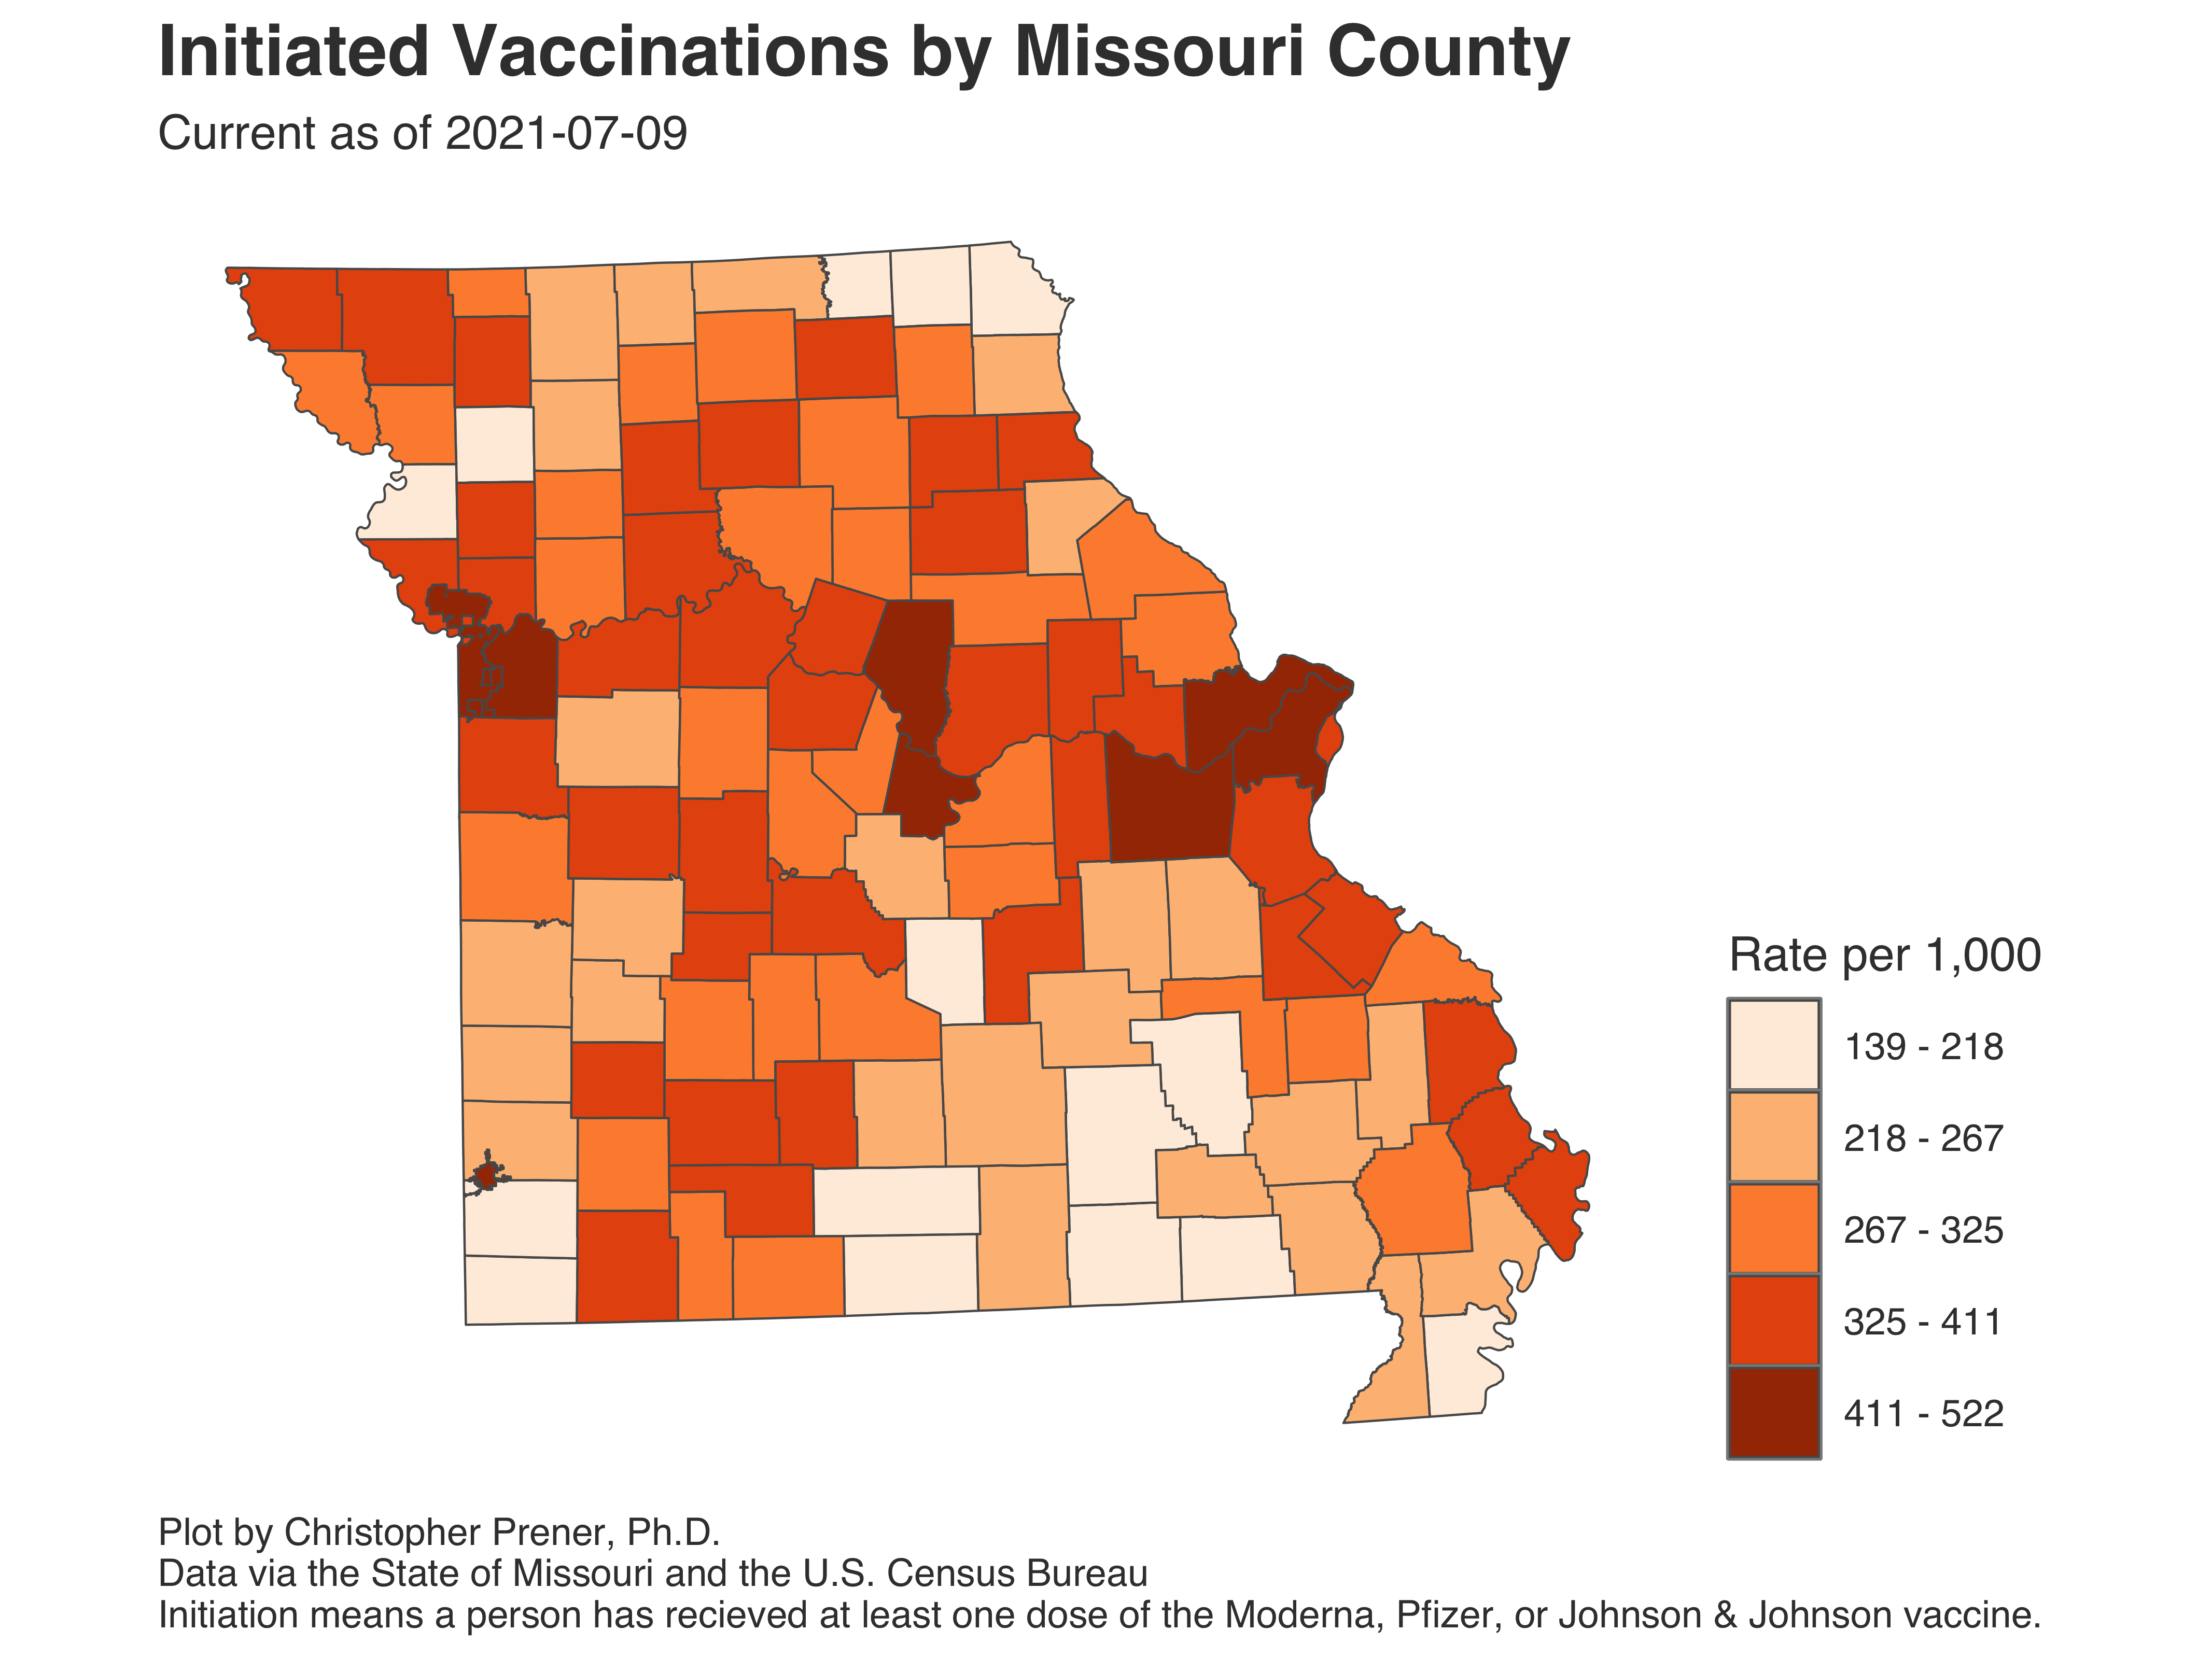 Initiated Vaccinations by Missouri County
Current as of 2021-07-09
Rate per 1,000
139 - 218
218 - 267
267 - 325
325 - 411
411 - 522
Plot by Christopher Prener, Ph.D.
Data via the State of Missouri and the U.S. Census Bureau
Initiation means a person has recieved at least one dose of the Moderna, Pfizer, or Johnson & Johnson vaccine.